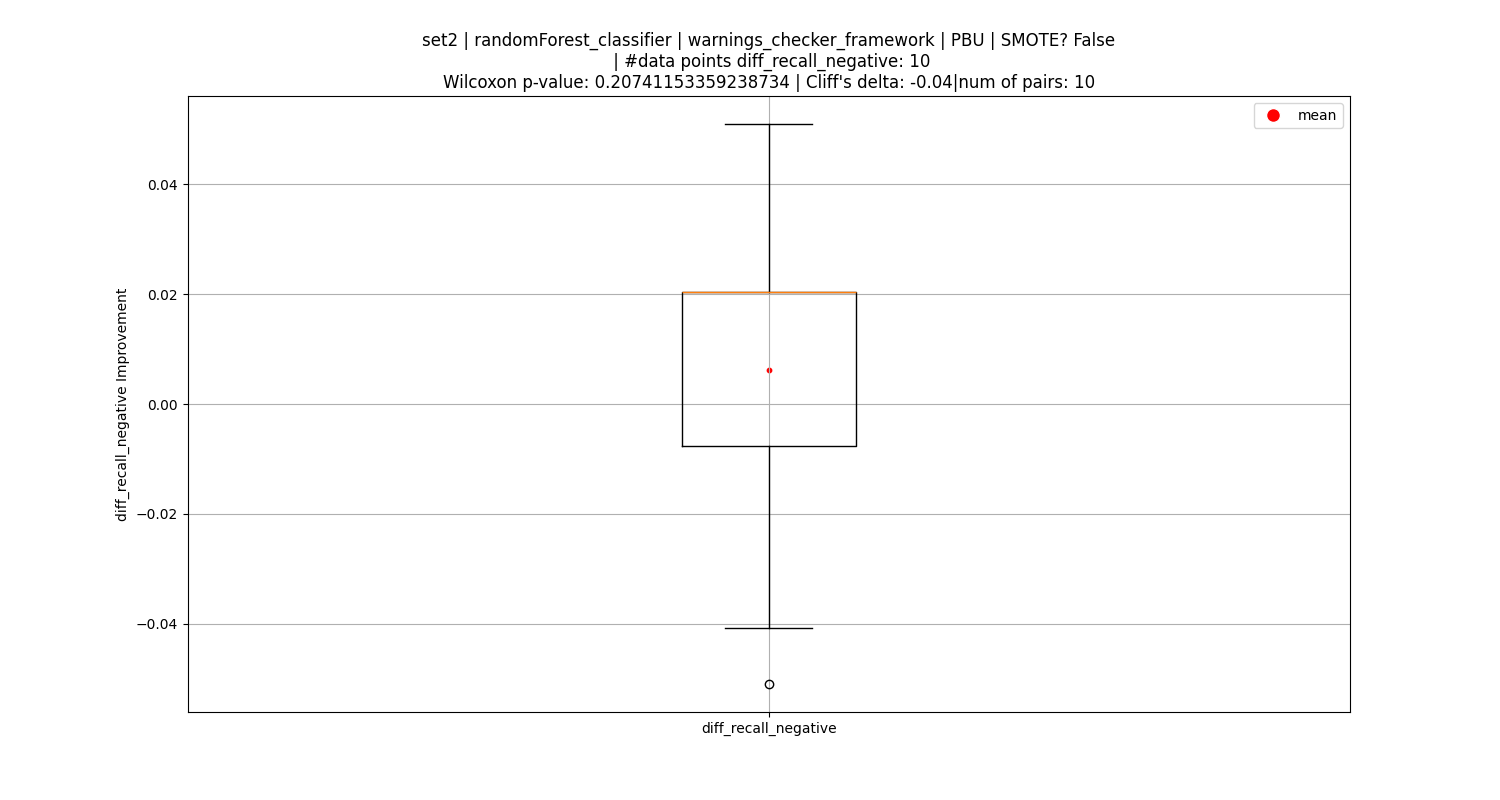 set2 | randomForest_classifier | warnings_checker_framework | PBU | SMOTE? False
| #data points diff_recall_negative: 10
Wilcoxon p-value: 0.20741153359238734 | Cliff's delta: -0.04|num of pairs: 10
mean
0.04
0.02
0.00
−0.02
−0.04
diff_recall_negative Improvement
diff_recall_negative